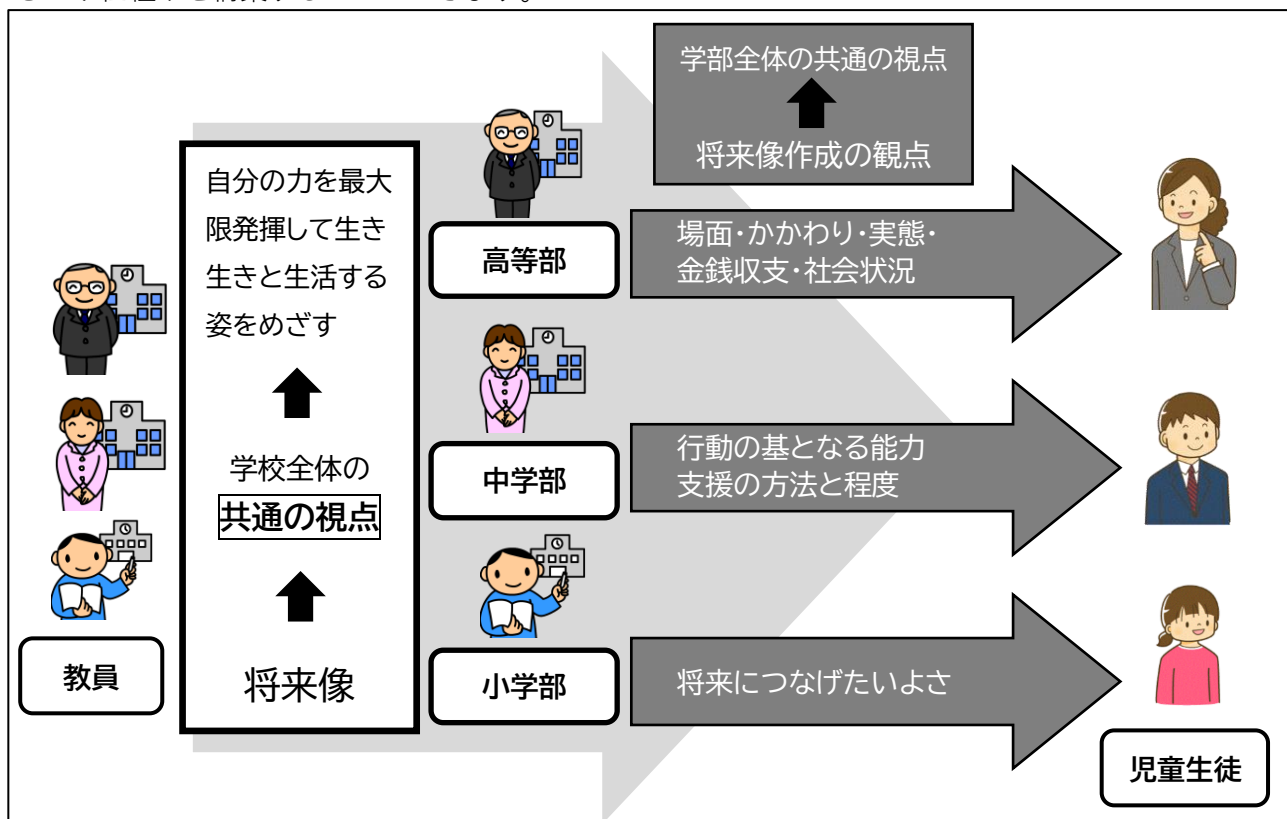 学部全体の共通の視点
将来像作成の観点
自分の力を最大
限発揮して生き
生きと生活する
姿をめざす
学校全体の
共通の視点
将来像
教員
高等部
場面・かかわり・実態・
金銭収支・社会状況
中学部
行動の基となる能力
支援の方法と程度
小学部
将来につなげたいよさ
児童生徒